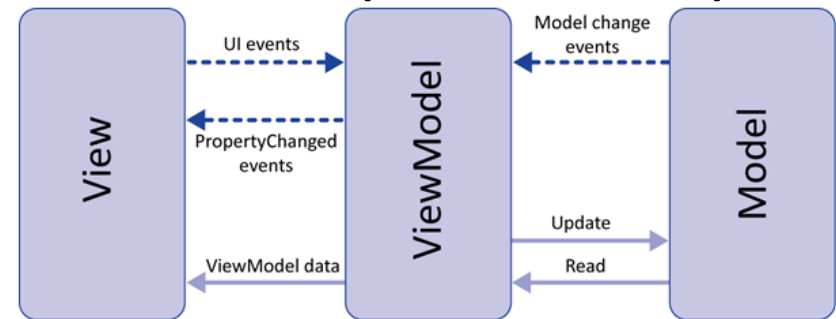 View
UI events
PropertyChanged
events
ViewModel data
ViewModel
Model change
events
Update
Read
Model